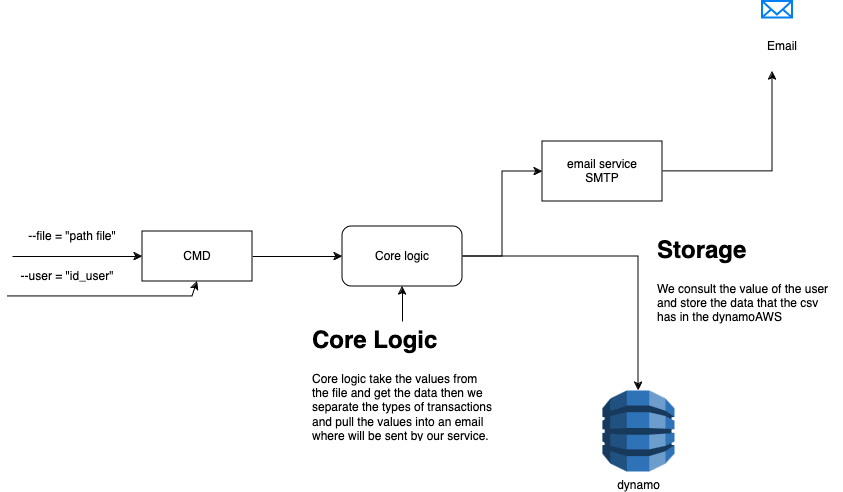 Email
email service
SMTP
--file = "path file"
CMD
--user = "id_user"
Core logic
Storage
We consult the value of the user
and store the data that the csv
has in the dynamoAWS
Core Logic
Core logic take the values from
the file and get the data then we
separate the types of transactions
and pull the values into an email
where will be sent by our service.
dynamo